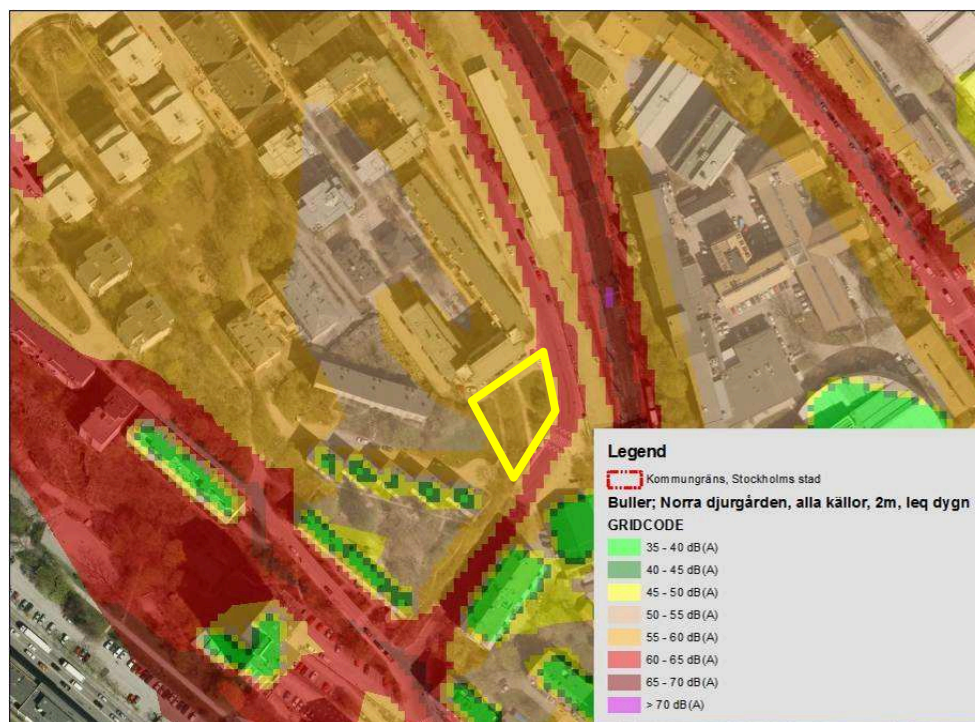 Legend
Kommungräns, Stockholms stad
Buller; Norra djurgården, alla källor, 2m, leq dygn
GRIDCODE
35 - 40 dB(A)
40 - 45 dB(A)
45 - 50 dB(A)
50 - 55 dB(A)
55 - 60 dB(A)
60 - 65 dB(A)
65 - 70 dB(A)
> 70 dB(A)